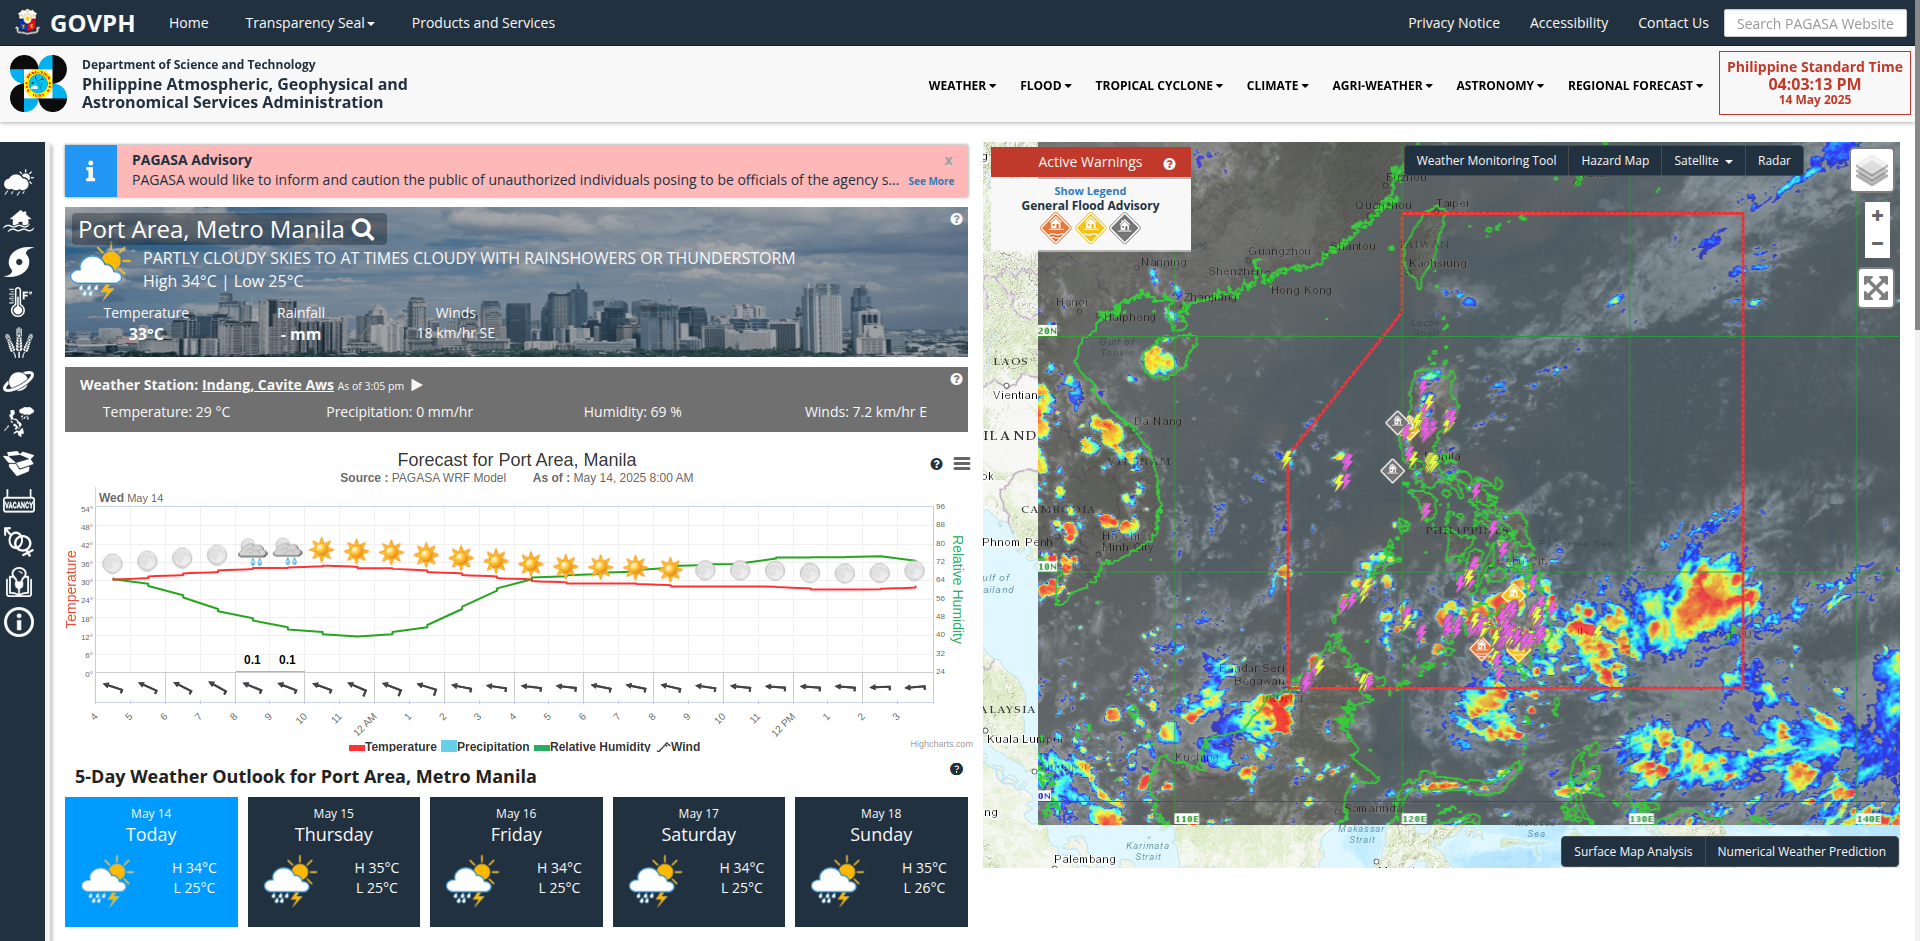 GOVPH
Home
Transparency Seal
Products and Services
Privacy Notice
Accessibility
Contact Us
Search PAGASA Website
Department of Science and Technology
Philippine Atmospheric, Geophysical and
Astronomical Services Administration
WEATHER
FLOOD
TROPICAL CYCLONE
CLIMATE
AGRI-WEATHER
ASTRONOMY
REGIONAL FORECAST
Philippine Standard Time
04:03:13 PM
14 May 2025
VACANCY
PAGASA Advisory
x
PAGASA would like to inform and caution the public of unauthorized individuals posing to be officials of the agency s... See More
Port Area, Metro Manila
PARTLY CLOUDY SKIES TO AT TIMES CLOUDY WITH RAINSHOWERS OR THUNDERSTORM
High 34°C | Low 25°C
Temperature
Rainfall
Winds
33°C
- mm
18 km/hr SE
Weather Station: Indang, Cavite Aws As of 3:05 pm
Temperature: 29 °C
Precipitation: 0 mm/hr
Humidity: 69 %
Winds: 7.2 km/hr E
Forecast for Port Area, Manila
Source : PAGASA WRF Model As of : May 14, 2025 8:00 AM
Wed May 14
54°
48°
42°
36°
30°
24°
18°
12°
6°
0°
Temperature
96
88
80
72
64
56
48
40
32
24
Relative Humidity
0.1
0.1
4
5
6
7
8
9
10
11
12 AM
1
2
3
4
5
6
7
8
9
10
11
12 PM
1
2
3
Temperature
Precipitation
Relative Humidity
Wind
Highcharts.com
5-Day Weather Outlook for Port Area, Metro Manila
May 14
Today
H 34°C
L 25°C
May 15
Thursday
H 35°C
L 25°C
May 16
Friday
H 34°C
L 25°C
May 17
Saturday
H 34°C
L 25°C
May 18
Sunday
H 35°C
L 26°C
Active Warnings
Show Legend
General Flood Advisory
Weather Monitoring Tool
Hazard Map
Satellite
Radar
+
−
Fuzhou
Quanzhou
Taipei
Shantou
TAIWAN
Guangzhou
Kaohsiung
Nanning
Shenzhen
Hong Kong
Zhanjiang
Hanoi
Haiphong
Luzon
Strait
20N
Gulf of
Tonkin
LAOS
Vientian
Da Nang
ILAND
VIETNAM
Manila
ok
CAMBODIA
PHILIPPINES
Philippine Sea
Phnom Penh
Ho Chi
Minh City
Cebu City
10N
ulf of
ailand
Bandar Seri
Begawan
BRUNEI
PALAU
ALAYSIA
Kuala Lumpur
Kuching
Singapore
0N
Samarinda
ng
110E
120E
130E
140E
Makassar
Strait
Molucca
Sea
Karimata
Strait
Palembang
Surface Map Analysis
Numerical Weather Prediction